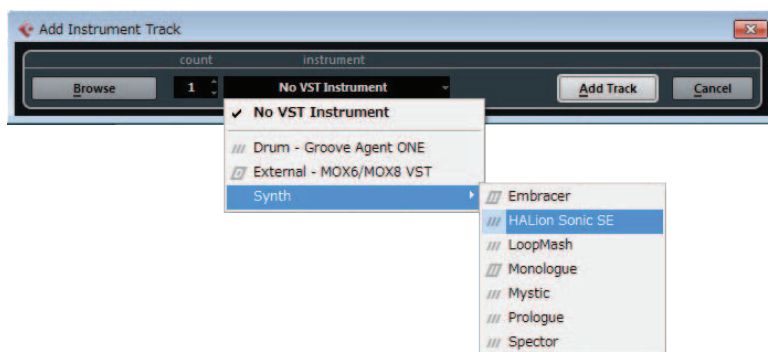 Add Instrument Track
count instrument
Browse 1 No VST Instrument Add Track Cancel
No VST Instrument
Drum - Groove Agent ONE
External - MOX6/MOX8 VST
Synth
Embracer
HALion Sonic SE
LoopMash
Monologue
Mystic
Prologue
Spector